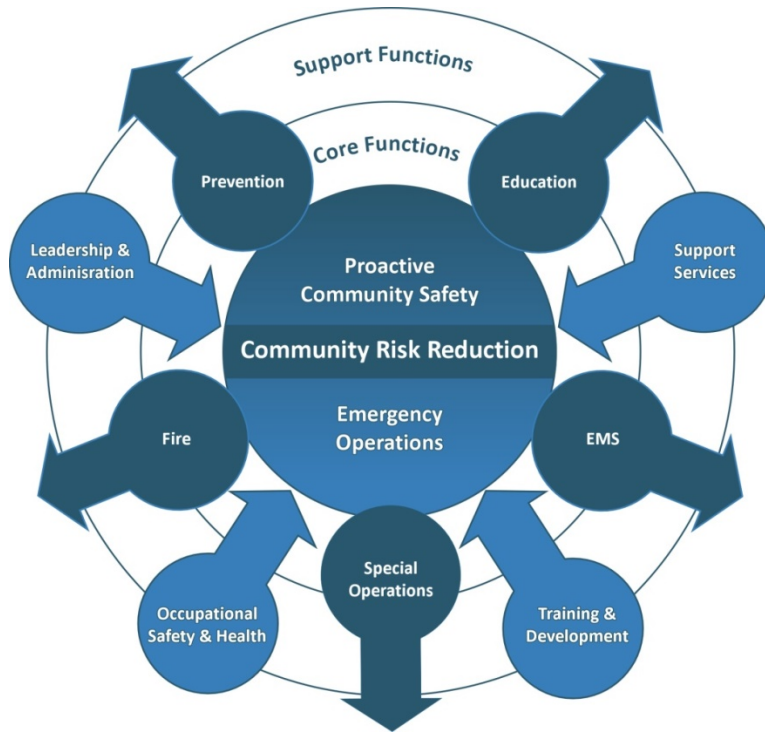 Support Functions
Core Functions
Prevention
Education
Leadership &
Adminisration
Support
Services
Proactive
Community Safety
Community Risk Reduction
Emergency
Operations
Fire
EMS
Special
Operations
Occupational
Safety & Health
Training &
Development